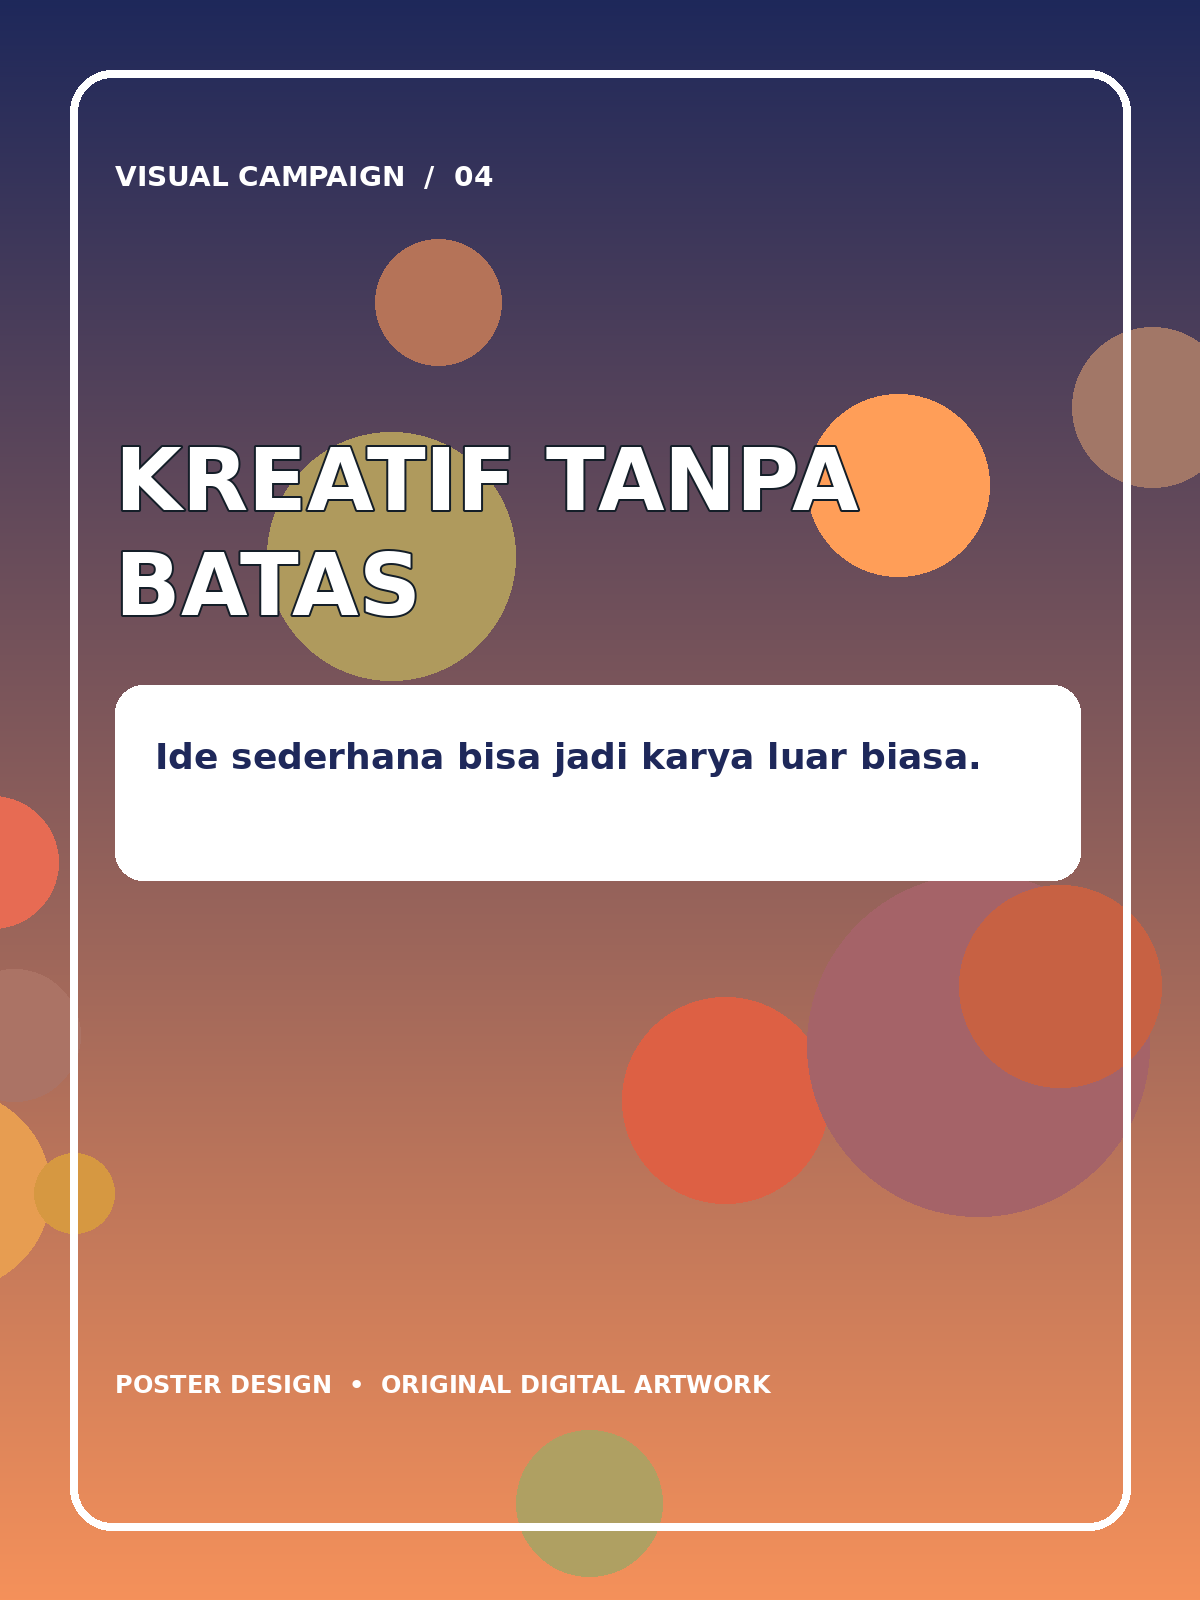 VISUAL CAMPAIGN / 04
KREATIF TANPA
BATAS
Ide sederhana bisa jadi karya luar biasa.
POSTER DESIGN • ORIGINAL DIGITAL ARTWORK